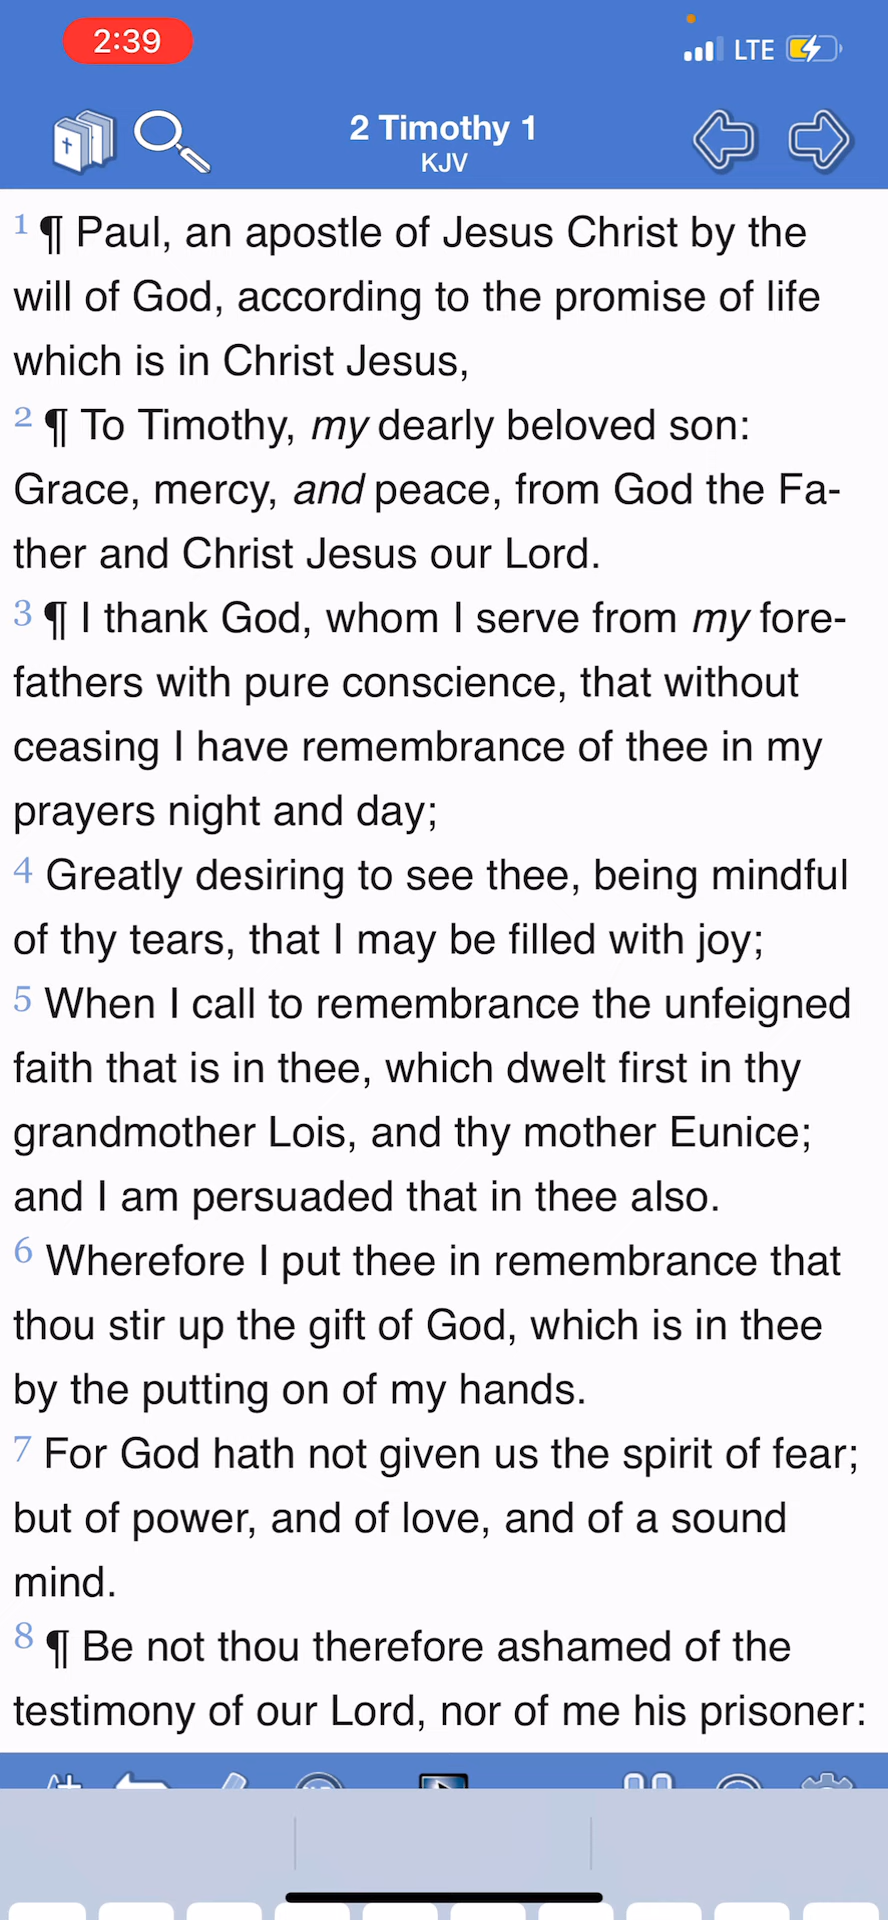 2:39
LTE
2 Timothy 1
KJV
1 ¶ Paul, an apostle of Jesus Christ by the
will of God, according to the promise of life
which is in Christ Jesus,
2 ¶ To Timothy, my dearly beloved son:
Grace, mercy, and peace, from God the Fa-
ther and Christ Jesus our Lord.
3 ¶ I thank God, whom I serve from my fore-
fathers with pure conscience, that without
ceasing I have remembrance of thee in my
prayers night and day;
4 Greatly desiring to see thee, being mindful
of thy tears, that I may be filled with joy;
5 When I call to remembrance the unfeigned
faith that is in thee, which dwelt first in thy
grandmother Lois, and thy mother Eunice;
and I am persuaded that in thee also.
6 Wherefore I put thee in remembrance that
thou stir up the gift of God, which is in thee
by the putting on of my hands.
7 For God hath not given us the spirit of fear;
but of power, and of love, and of a sound
mind.
8 ¶ Be not thou therefore ashamed of the
testimony of our Lord, nor of me his prisoner: